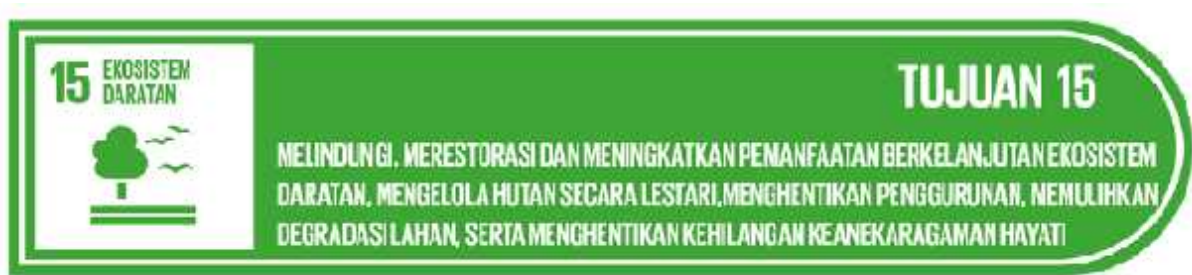 15 EKOSISTEM
DARATAN
TUJUAN 15
MELINDUNGI, MERESTORASI DAN MENINGKATKAN PEMANFAATAN BERKELANJUTAN EKOSISTEM
DARATAN, MENGELOLA HUTAN SECARA LESTARI,MENGHENTIKAN PENGGURUNAN, MEMULIHKAN
DEGRADASI LAHAN, SERTA MENGHENTIKAN KEHILANGAN KEANEKARAGAMAN HAYATI